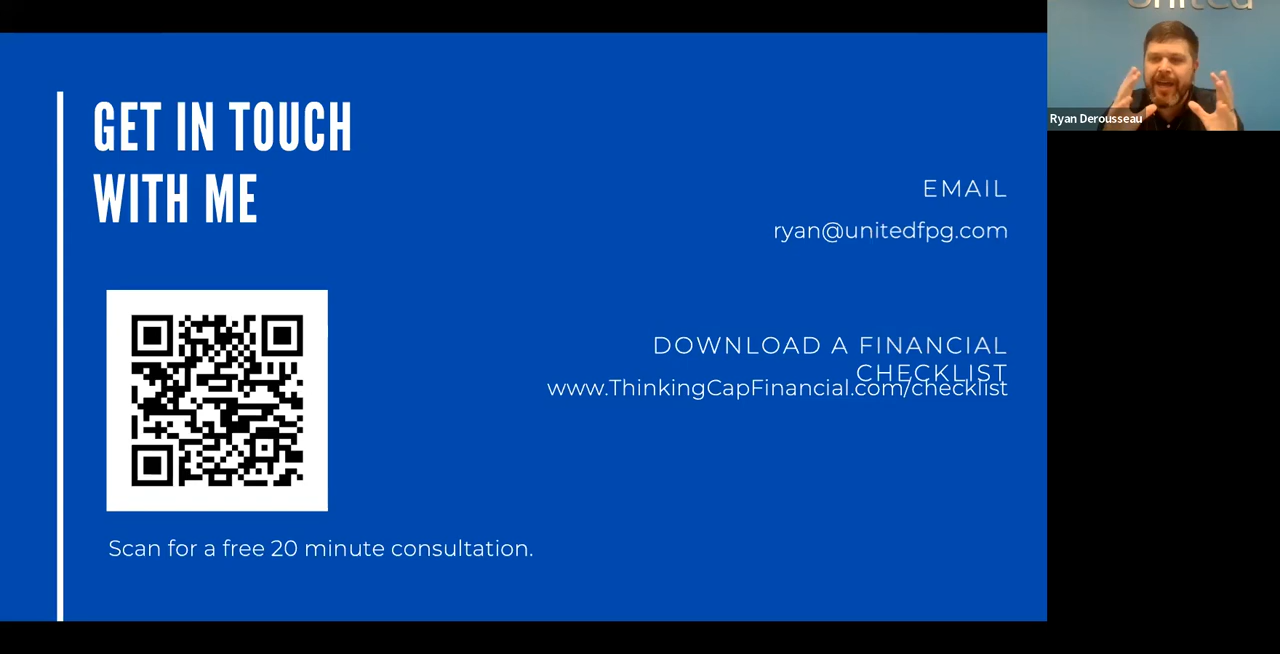 GET IN TOUCH
WITH ME
EMAIL
ryan@unitedfpg.com
DOWNLOAD A FINANCIAL
CHECKLIST
www.ThinkingCapFinancial.com/checklist
Scan for a free 20 minute consultation.
United
Ryan Derousseau